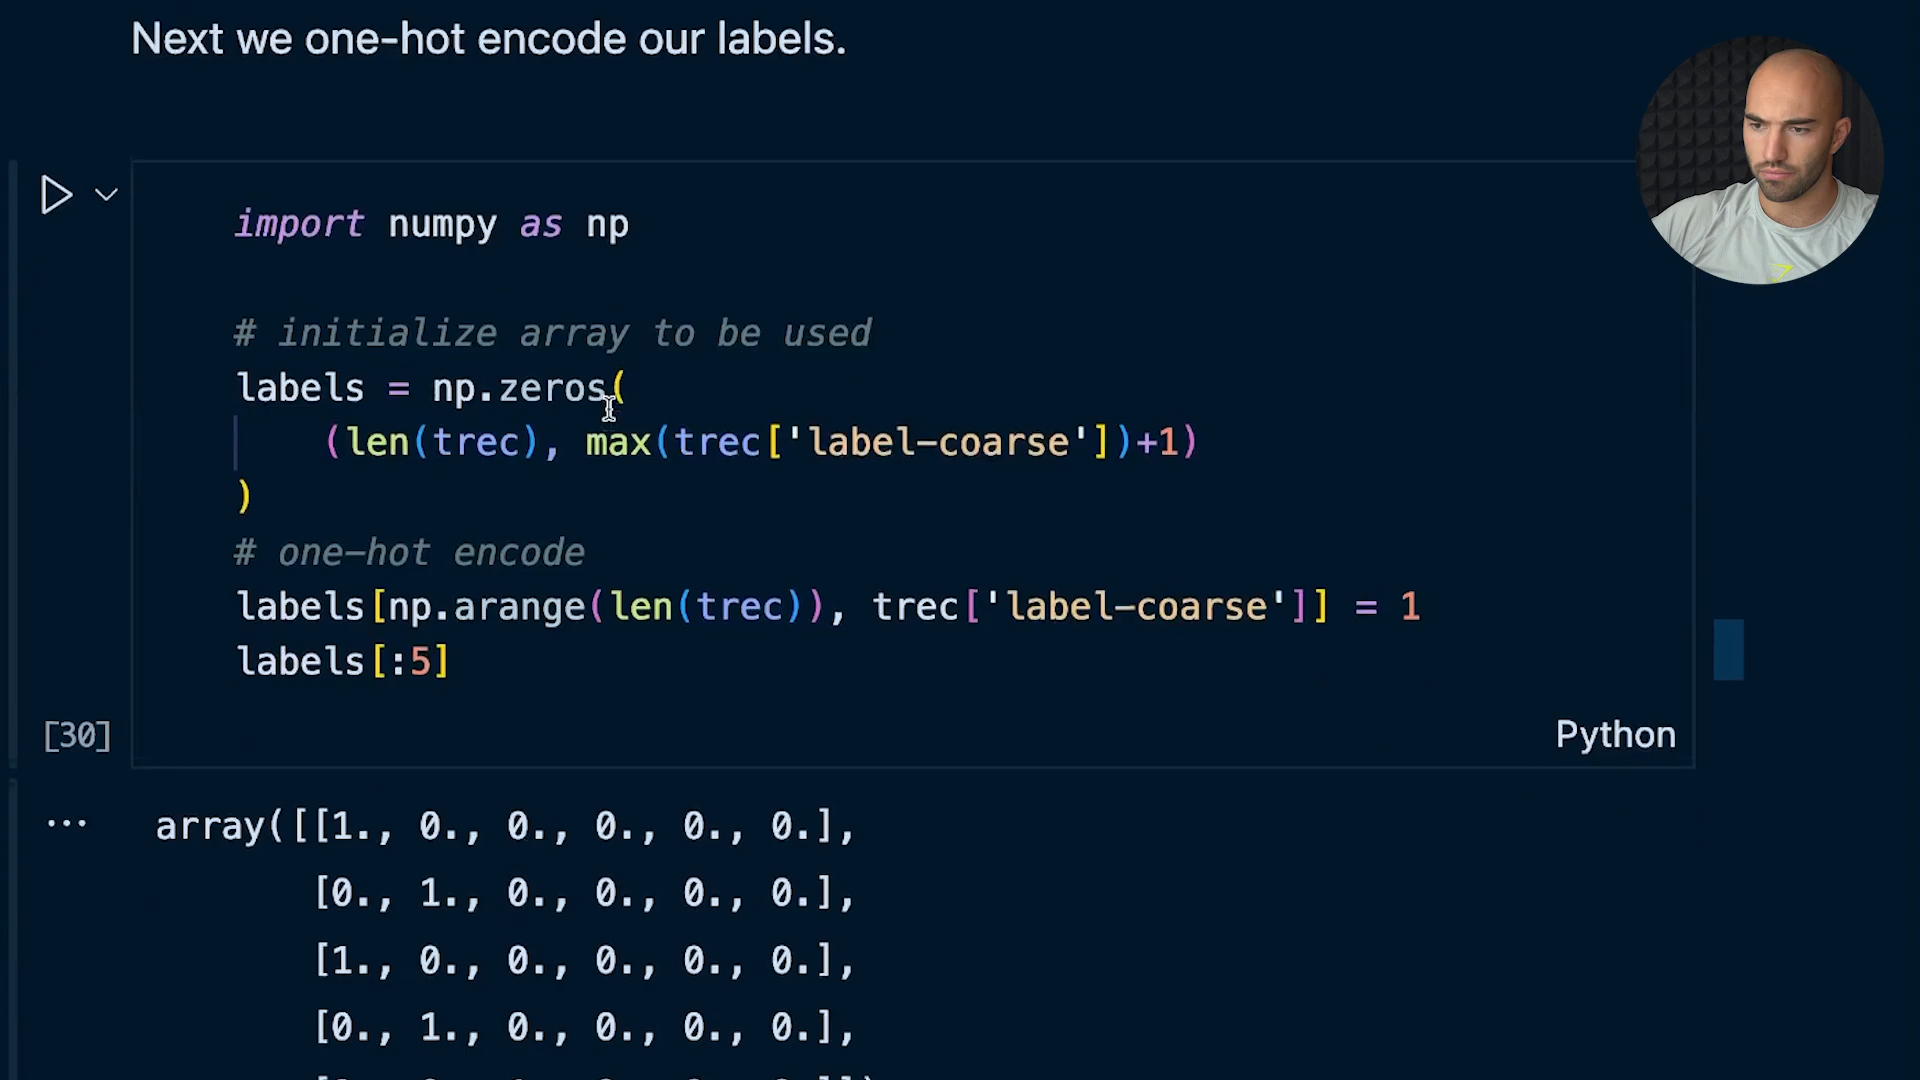 Next we one-hot encode our labels.
import numpy as np
# initialize array to be used
labels = np.zeros(
(len(trec), max(trec['label-coarse'])+1)
)
# one-hot encode
labels[np.arange(len(trec)), trec['label-coarse']] = 1
labels[:5]
[30]
Python
array([[1., 0., 0., 0., 0., 0.],
[0., 1., 0., 0., 0., 0.],
[1., 0., 0., 0., 0., 0.],
[0., 1., 0., 0., 0., 0.],